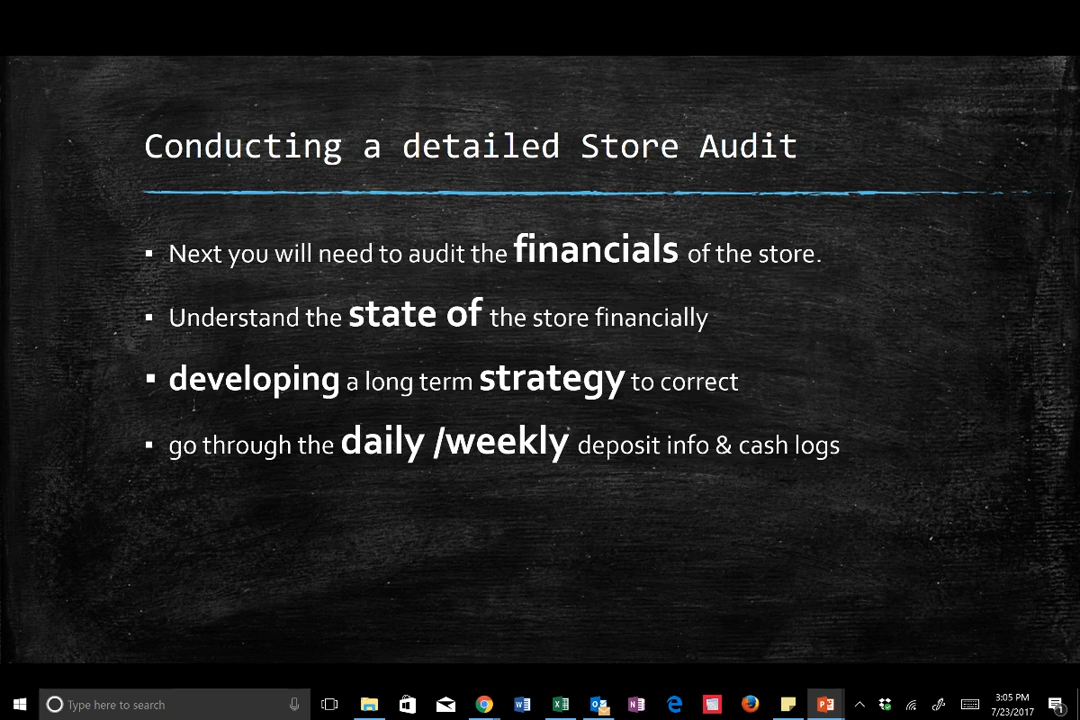 Conducting a detailed Store Audit
▪ Next you will need to audit the financials of the store.
▪ Understand the state of the store financially
▪ developing a long term strategy to correct
▪ go through the daily /weekly deposit info & cash logs
Type here to search
3:05 PM
7/23/2017